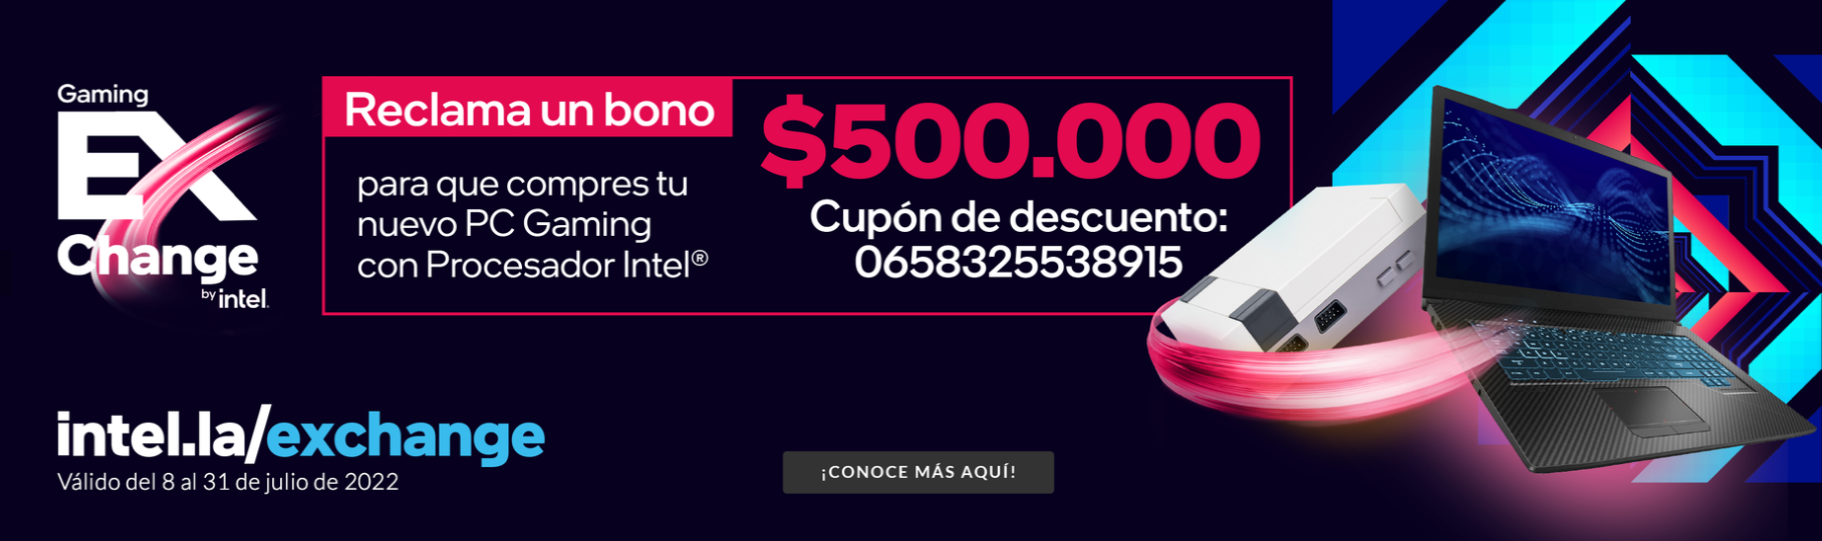 Gaming
EX
Change
by intel.
Reclama un bono
para que compres tu
nuevo PC Gaming
con Procesador Intel®
$500.000
Cupón de descuento:
0658325538915
intel.la/exchange
Válido del 8 al 31 de julio de 2022
¡CONOCE MÁS AQUÍ!